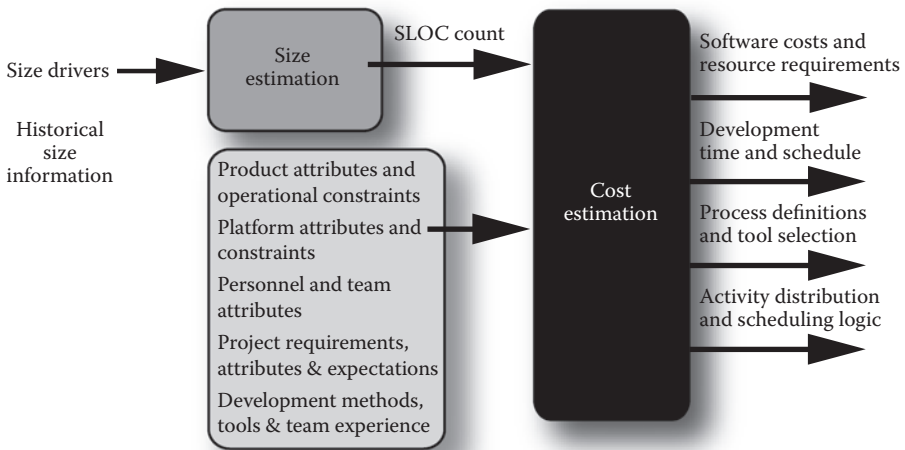 Size drivers
Historical
size
information
Size
estimation
SLOC count
Product attributes and
operational constraints
Platform attributes and
constraints
Personnel and team
attributes
Project requirements,
attributes & expectations
Development methods,
tools & team experience
Cost
estimation
Software costs and
resource requirements
Development
time and schedule
Process definitions
and tool selection
Activity distribution
and scheduling logic